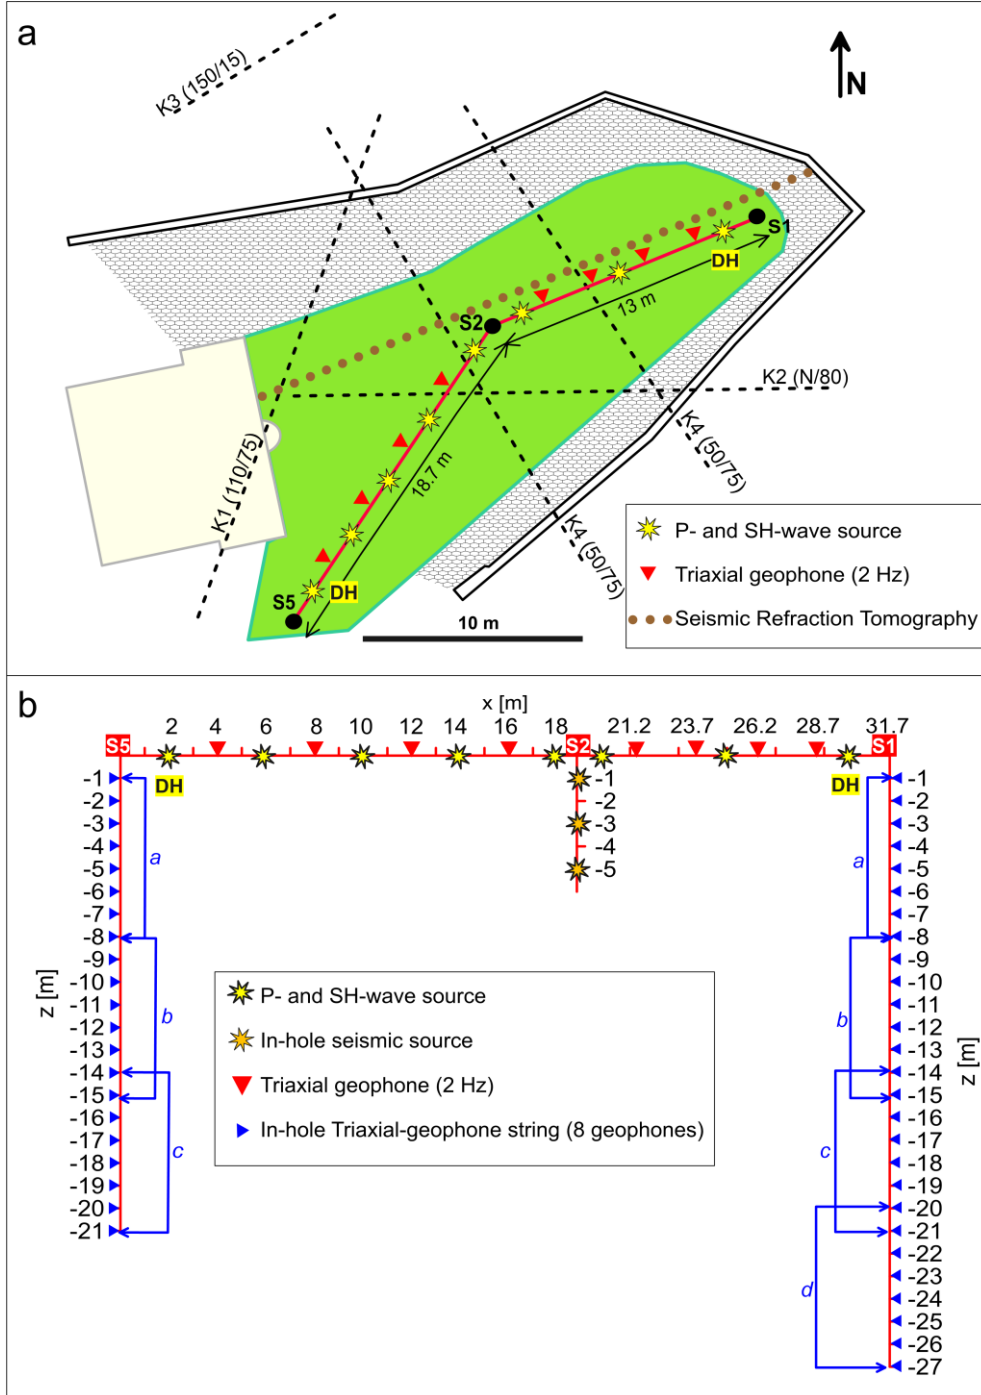 a
K3 (150/15)
N
S1
DH
13 m
S2
K2 (N/80)
K4 (50/75)
K1 (110/75)
18.7 m
K4 (50/75)
DH
S5
10 m
P- and SH-wave source
Triaxial geophone (2 Hz)
Seismic Refraction Tomography
b
x [m]
2 4 6 8 10 12 14 16 18 21.2 23.7 26.2 28.7 31.7
S5 S2 S1
DH DH
-1 -1 -1
-2 -2 -2
-3 -3 -3
-4 -4 -4
a a
-5 -5 -5
-6 -6
-7 -7
-8 -8
-9 -9
-10 -10
-11 -11
b b
-12 -12
-13 -13
-14 -14
-15 -15
-16 -16
-17 -17
c c
-18 -18
-19 -19
-20 -20
-21 -21
-22
-23
d
-24
-25
-26
-27
z [m] z [m]
P- and SH-wave source
In-hole seismic source
Triaxial geophone (2 Hz)
In-hole Triaxial-geophone string (8 geophones)